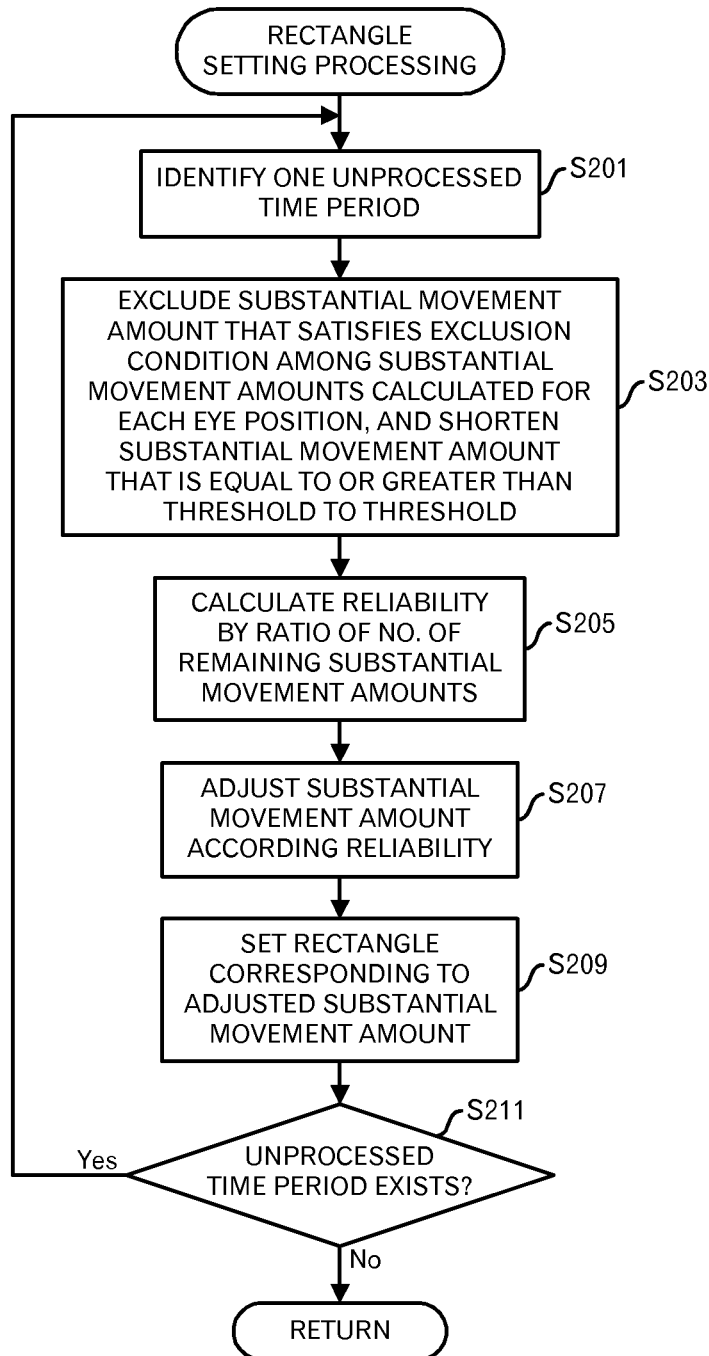 RECTANGLE
SETTING PROCESSING
IDENTIFY ONE UNPROCESSED
TIME PERIOD
S201
EXCLUDE SUBSTANTIAL MOVEMENT
AMOUNT THAT SATISFIES EXCLUSION
CONDITION AMONG SUBSTANTIAL
MOVEMENT AMOUNTS CALCULATED FOR
EACH EYE POSITION, AND SHORTEN
SUBSTANTIAL MOVEMENT AMOUNT
THAT IS EQUAL TO OR GREATER THAN
THRESHOLD TO THRESHOLD
S203
CALCULATE RELIABILITY
BY RATIO OF NO. OF
REMAINING SUBSTANTIAL
MOVEMENT AMOUNTS
S205
ADJUST SUBSTANTIAL
MOVEMENT AMOUNT
ACCORDING RELIABILITY
S207
SET RECTANGLE
CORRESPONDING TO
ADJUSTED SUBSTANTIAL
MOVEMENT AMOUNT
S209
S211
UNPROCESSED
TIME PERIOD EXISTS?
Yes
No
RETURN